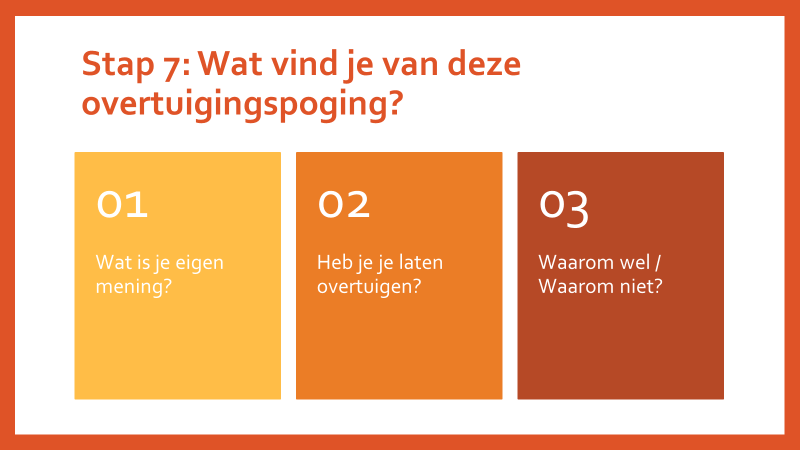 Stap 7: Wat vind je van deze
overtuigingspoging?
01
Wat is je eigen
mening?
02
Heb je je laten
overtuigen?
03
Waarom wel /
Waarom niet?